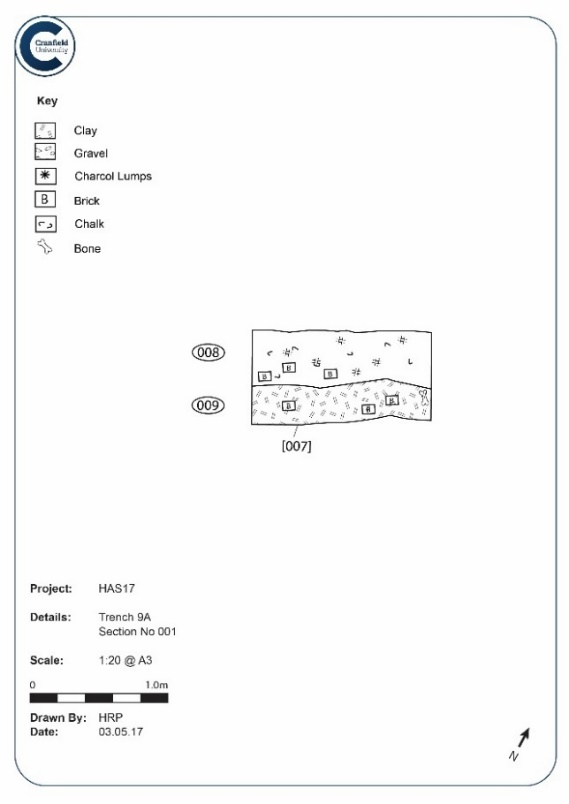 Cranfield
University
Key
Clay
Gravel
Charcol Lumps
B Brick
Chalk
Bone
008
B B B
009
B B B
[007]
Project: HAS17
Details: Trench 9A
Section No 001
Scale: 1:20 @ A3
0 1.0m
Drawn By: HRP
Date: 03.05.17
N